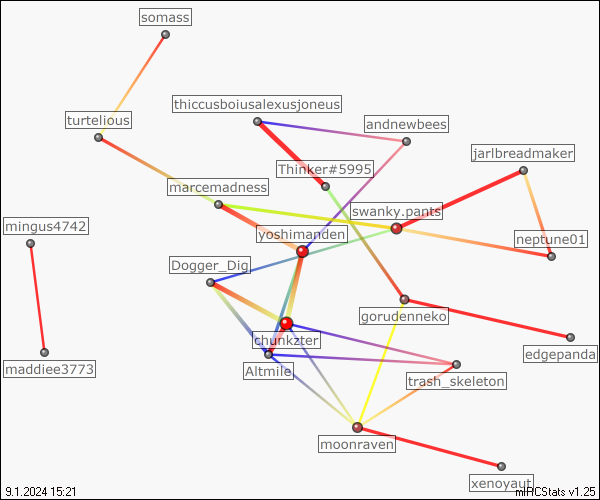 somass
thiccusboiusalexusjoneus
turtelious
andnewbees
jarlbreadmaker
Thinker#5995
marcemadness
swanky.pants
mingus4742
yoshimanden
neptune01
Dogger_Dig
gorudenneko
chunkzter
edgepanda
maddiee3773
Altmile
trash_skeleton
moonraven
xenoyaut
9.1.2024 15:21
mIRCStats v1.25